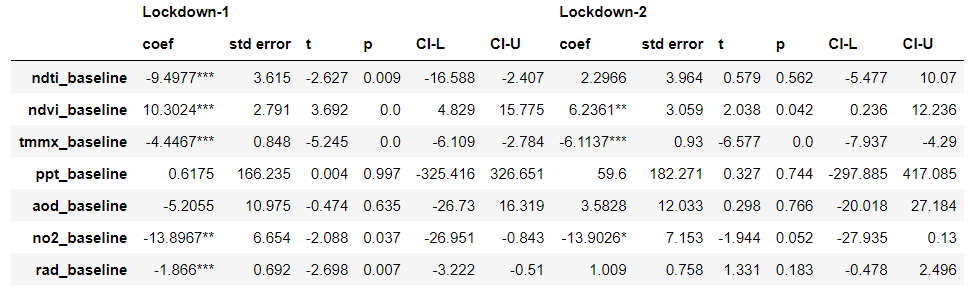 Lockdown-1 Lockdown-2
coef std error t p CI-L CI-U coef std error t p CI-L CI-U
ndti_baseline -9.4977*** 3.615 -2.627 0.009 -16.588 -2.407 2.2966 3.964 0.579 0.562 -5.477 10.07
ndvi_baseline 10.3024*** 2.791 3.692 0.0 4.829 15.775 6.2361** 3.059 2.038 0.042 0.236 12.236
tmmx_baseline -4.4467*** 0.848 -5.245 0.0 -6.109 -2.784 -6.1137*** 0.93 -6.577 0.0 -7.937 -4.29
ppt_baseline 0.6175 166.235 0.004 0.997 -325.416 326.651 59.6 182.271 0.327 0.744 -297.885 417.085
aod_baseline -5.2055 10.975 -0.474 0.635 -26.73 16.319 3.5828 12.033 0.298 0.766 -20.018 27.184
no2_baseline -13.8967** 6.654 -2.088 0.037 -26.951 -0.843 -13.9026* 7.153 -1.944 0.052 -27.935 0.13
rad_baseline -1.866*** 0.692 -2.698 0.007 -3.222 -0.51 1.009 0.758 1.331 0.183 -0.478 2.496